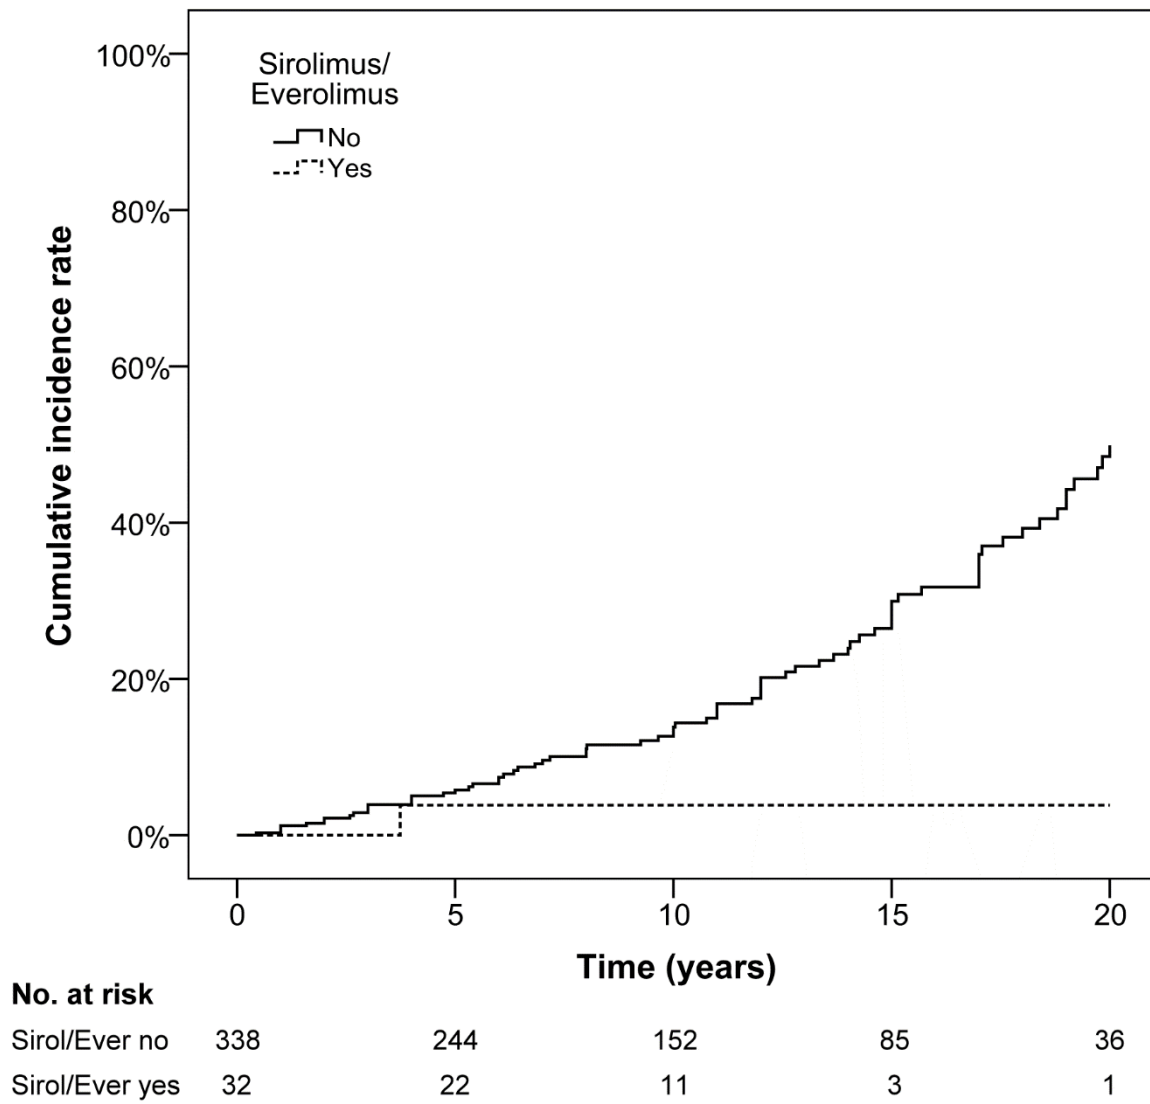 100%
Sirolimus/
Everolimus
No
Yes
80%
60%
40%
20%
0%
Cumulative incidence rate
0 5 10 15 20
Time (years)
No. at risk
Sirol/Ever no 338 244 152 85 36
Sirol/Ever yes 32 22 11 3 1